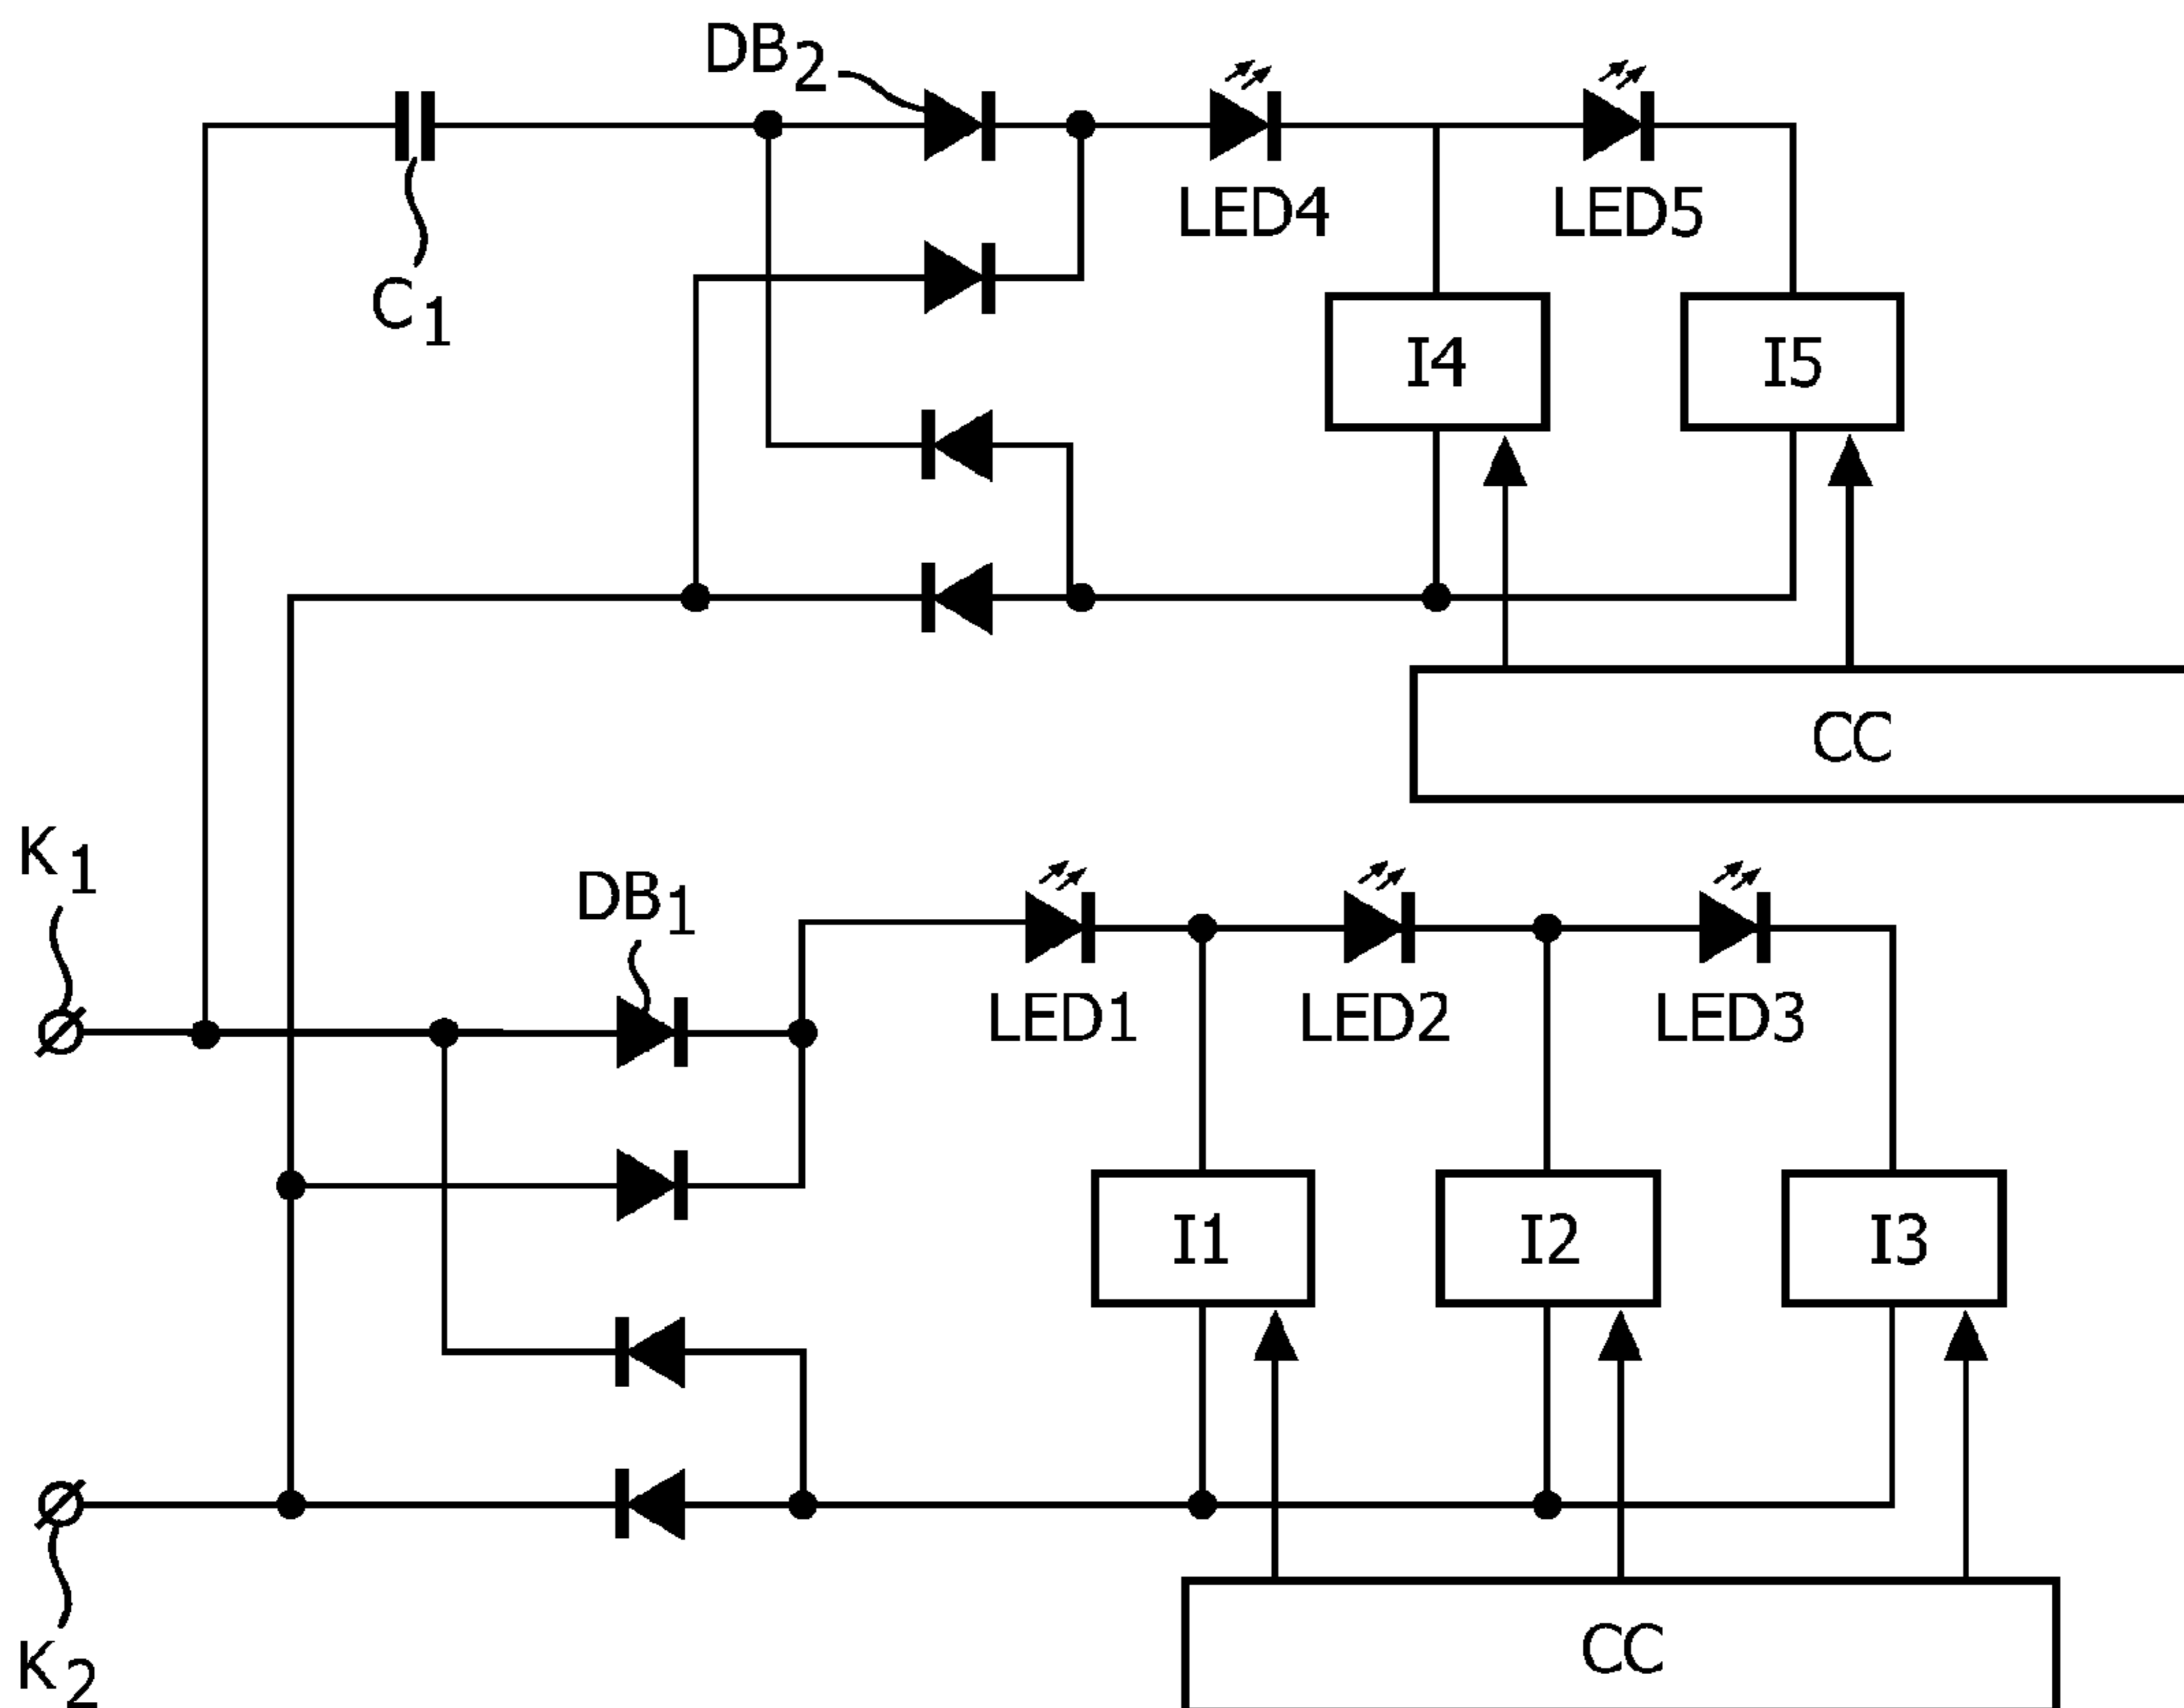 DB2
LED4 LED5
C1
I4 I5
CC
K1
DB1
LED1 LED2 LED3
I1 I2 I3
CC
K2